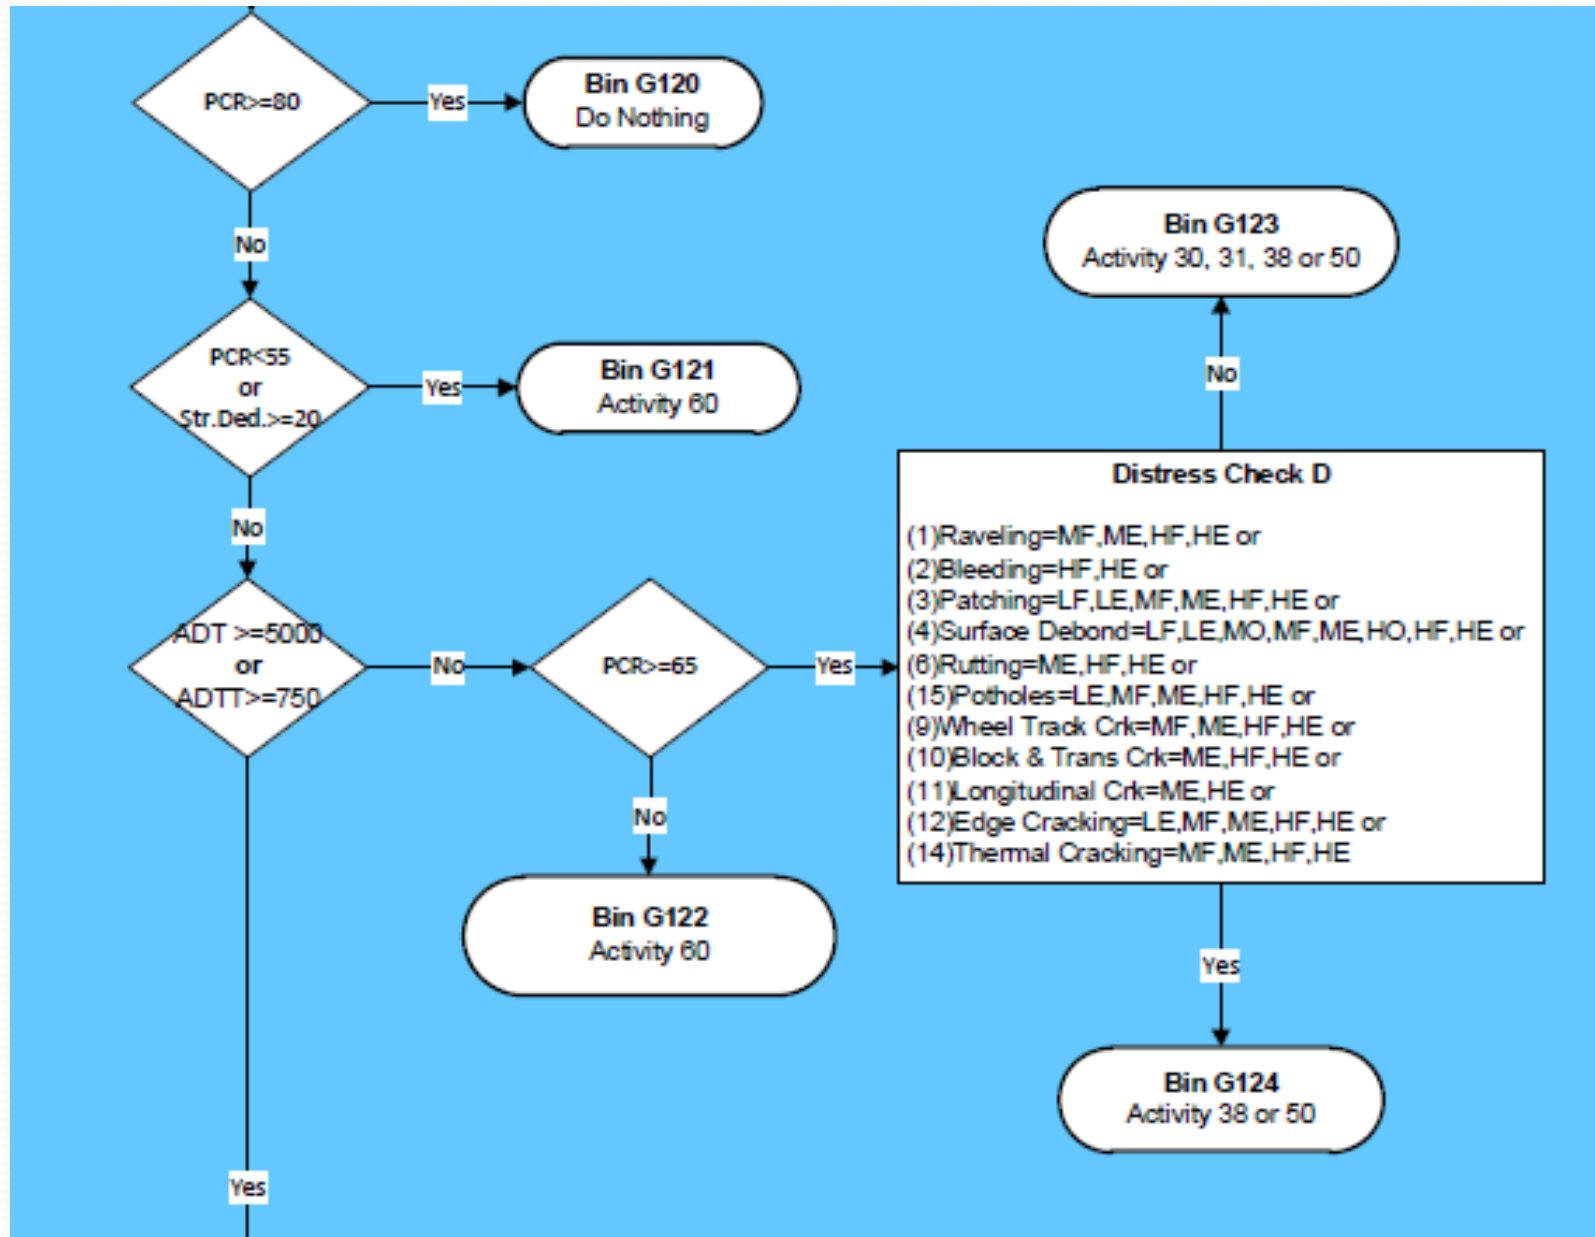 PCR>=80
Yes
Bin G120
Do Nothing
No
PCR<55
or
Str.Ded.>=20
Yes
Bin G121
Activity 60
No
ADT >=5000
or
ADTT>=750
No
PCR>=65
Yes
No
Bin G122
Activity 60
Yes
Bin G123
Activity 30, 31, 38 or 50
No
Distress Check D
(1)Raveling=MF,ME,HF,HE or
(2)Bleeding=HF,HE or
(3)Patching=LF,LE,MF,ME,HF,HE or
(4)Surface Debond=LF,LE,MO,MF,ME,HO,HF,HE or
(6)Rutting=ME,HF,HE or
(15)Potholes=LE,MF,ME,HF,HE or
(9)Wheel Track Crk=MF,ME,HF,HE or
(10)Block & Trans Crk=ME,HF,HE or
(11)Longitudinal Crk=ME,HE or
(12)Edge Cracking=LE,MF,ME,HF,HE or
(14)Thermal Cracking=MF,ME,HF,HE
Yes
Bin G124
Activity 38 or 50